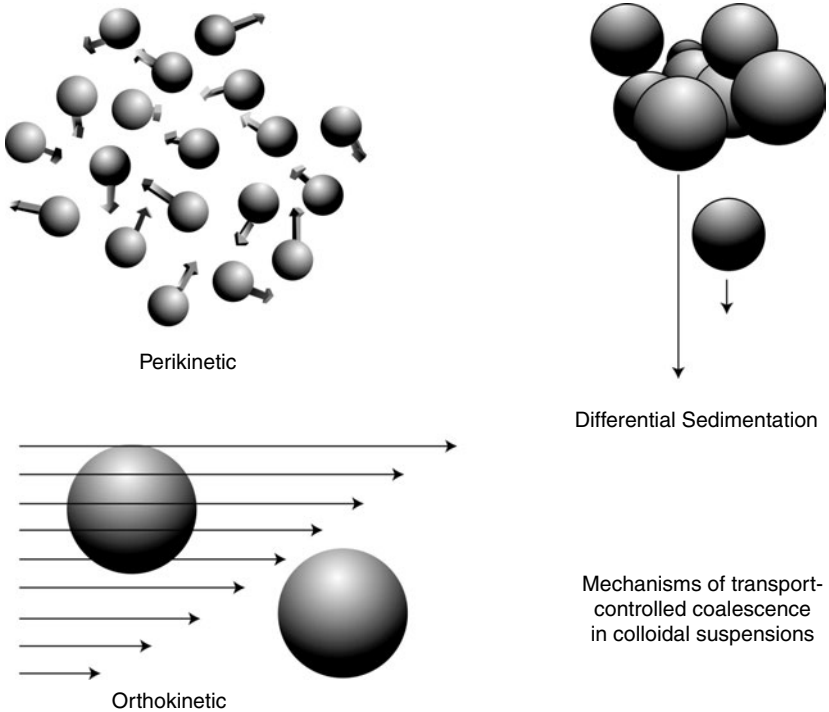 Perikinetic
Differential Sedimentation
Mechanisms of transport-
controlled coalescence
in colloidal suspensions
Orthokinetic